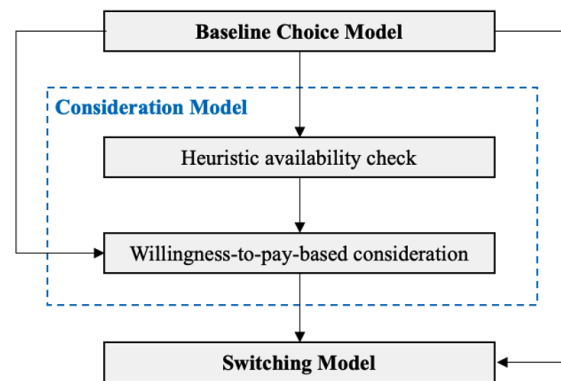 Baseline Choice Model
Consideration Model
Heuristic availability check
Willingness-to-pay-based consideration
Switching Model